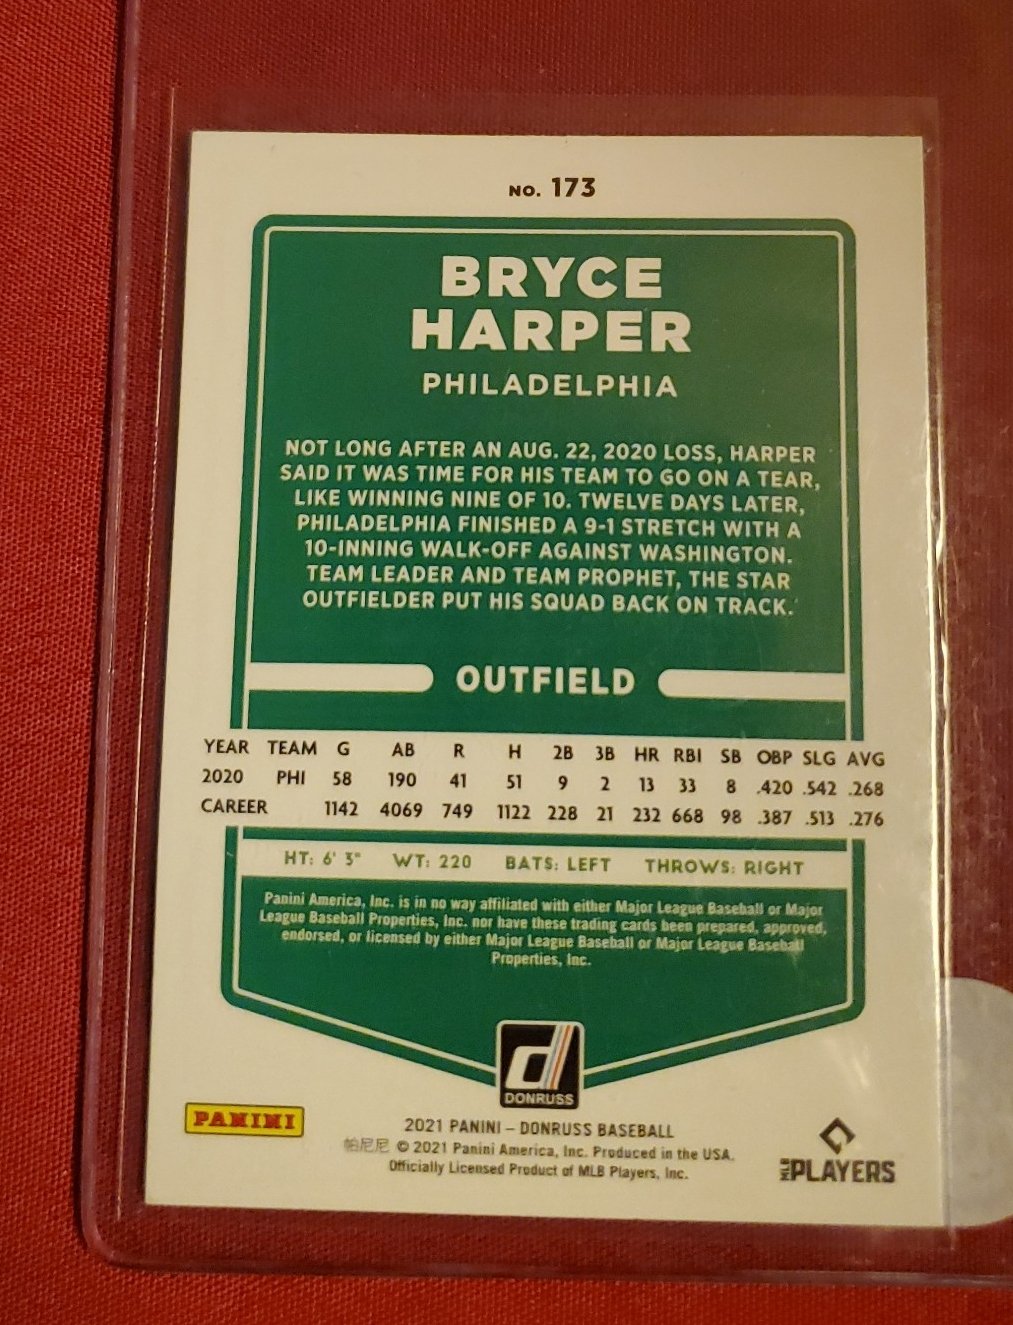 NO. 173
BRYCE
HARPER
PHILADELPHIA
NOT LONG AFTER AN AUG. 22, 2020 LOSS, HARPER
SAID IT WAS TIME FOR HIS TEAM TO GO ON A TEAR,
LIKE WINNING NINE OF 10. TWELVE DAYS LATER,
PHILADELPHIA FINISHED A 9-1 STRETCH WITH A
10-INNING WALK-OFF AGAINST WASHINGTON.
TEAM LEADER AND TEAM PROPHET, THE STAR
OUTFIELDER PUT HIS SQUAD BACK ON TRACK.
OUTFIELD
YEAR TEAM G AB R H 2B 3B HR RBI SB OBP SLG AVG
2020 PHI 58 190 41 51 9 2 13 33 8 .420 .542 .268
CAREER 1142 4069 749 1122 228 21 232 668 98 .387 .513 .276
HT: 6' 3" WT: 220 BATS: LEFT THROWS: RIGHT
Panini America, Inc. is in no way affiliated with either Major League Baseball or Major
League Baseball Properties, Inc. nor have these trading cards been prepared, approved,
endorsed, or licensed by either Major League Baseball or Major League Baseball
Properties, Inc.
d
DONRUSS
PANINI
2021 PANINI – DONRUSS BASEBALL
帕尼尼 © 2021 Panini America, Inc. Produced in the USA.
Officially Licensed Product of MLB Players, Inc.
MLB PLAYERS